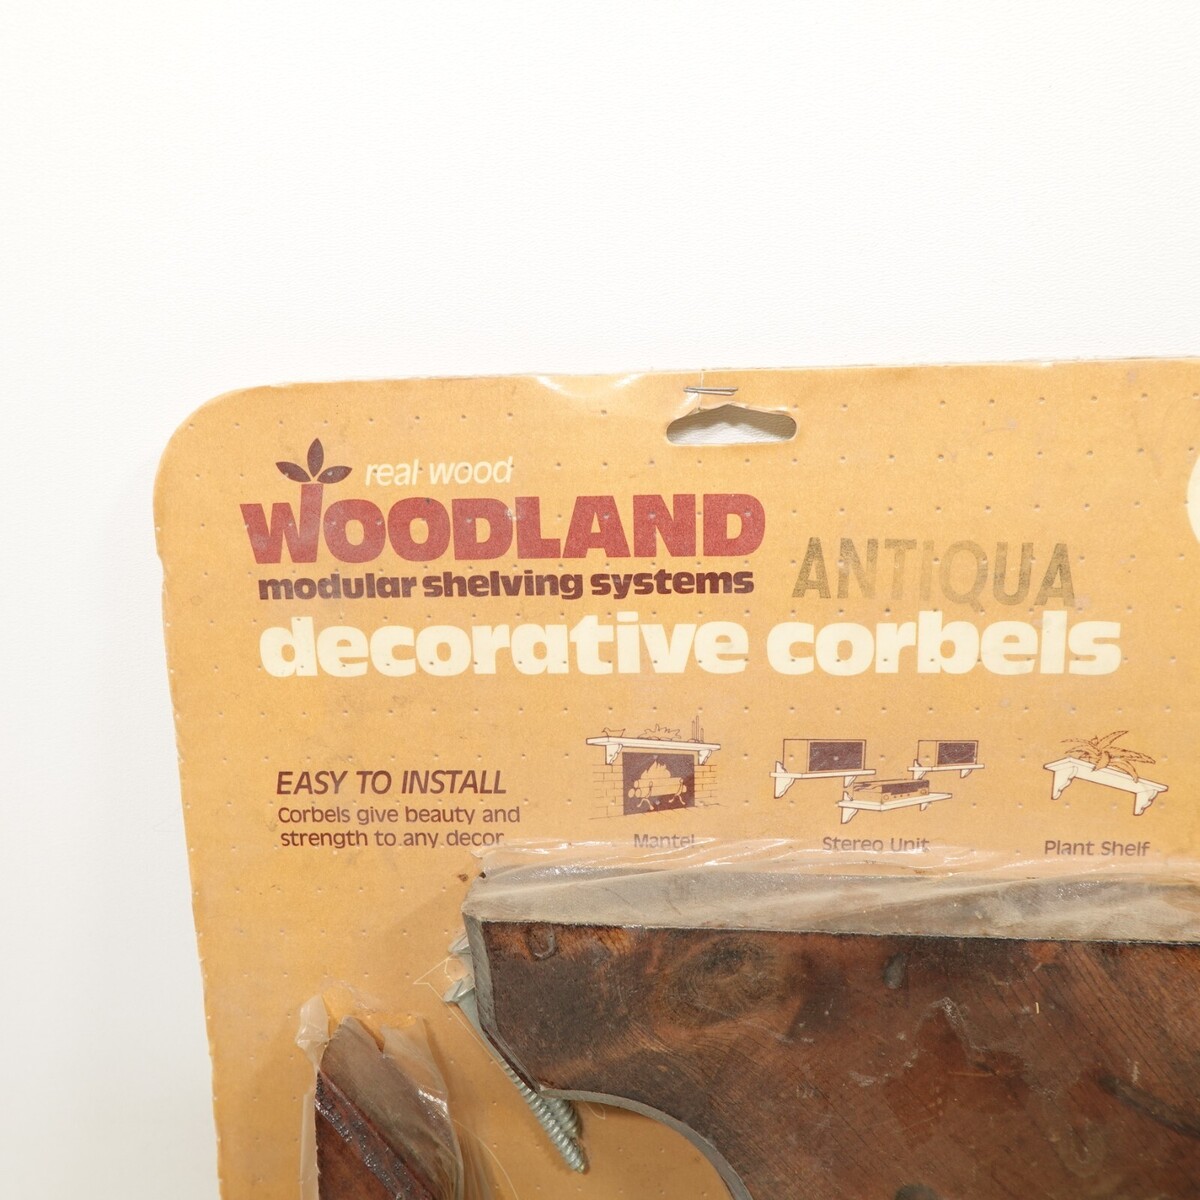 real wood
WOODLAND
modular shelving systems
ANTIQUA
decorative corbels
EASY TO INSTALL
Corbels give beauty and
strength to any decor
Mantel
Stereo Unit
Plant Shelf